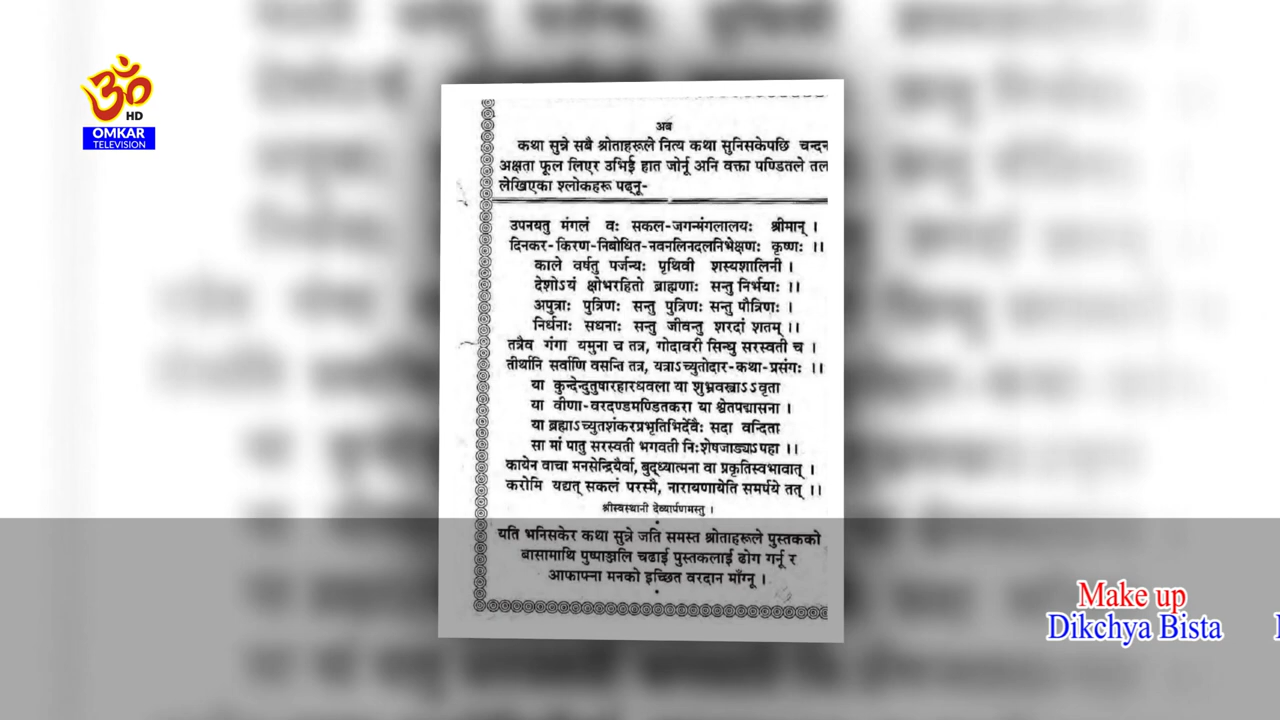 ॐ
HD
OMKAR
TELEVISION
अब
कथा सुन्ने सबै श्रोताहरूले नित्य कथा सुनिसकेपछि चन्दन
अक्षता फूल लिएर उभिई हात जोर्नू अनि वक्ता पण्डितले तल
लेखिएका श्लोकहरू पढ्नू-
उपनयतु मंगलं वः सकल-जगन्मंगलालयः श्रीमान् ।
दिनकर-किरण-निबोधित-नवनलिनदलनिभेक्षणः कृष्णः ।।
काले वर्षतु पर्जन्यः पृथिवी शस्यशालिनी ।
देशोऽयं क्षोभरहितो ब्राह्मणाः सन्तु निर्भयाः ।।
अपुत्राः पुत्रिणः सन्तु पुत्रिणः सन्तु पौत्रिणः ।
निर्धनाः सधनाः सन्तु जीवन्तु शरदां शतम् ।।
तत्रैव गंगा यमुना च तत्र, गोदावरी सिन्धु सरस्वती च ।
तीर्थानि सर्वाणि वसन्ति तत्र, यत्राऽच्युतोदार-कथा-प्रसंगः ।।
या कुन्देन्दुतुषारहारधवला या शुभ्रवस्त्राऽऽवृता
या वीणा-वरदण्डमण्डितकरा या श्वेतपद्मासना ।
या ब्रह्माऽच्युतशंकरप्रभृतिभिर्देवैः सदा वन्दिता
सा मां पातु सरस्वती भगवती निःशेषजाड्याऽपहा ।।
कायेन वाचा मनसेन्द्रियैर्वा, बुद्ध्यात्मना वा प्रकृतिस्वभावात् ।
करोमि यद्यत् सकलं परस्मै, नारायणायेति समर्पये तत् ।।
श्रीस्वस्थानी देव्यार्पणमस्तु ।
यति भनिसकेर कथा सुन्ने जति समस्त श्रोताहरूले पुस्तकको
बासामाथि पुष्पाञ्जलि चढाई पुस्तकलाई ढोग गर्नू र
आफाफ्ना मनको इच्छित वरदान माँग्नू ।
Make up
Dikchya Bista